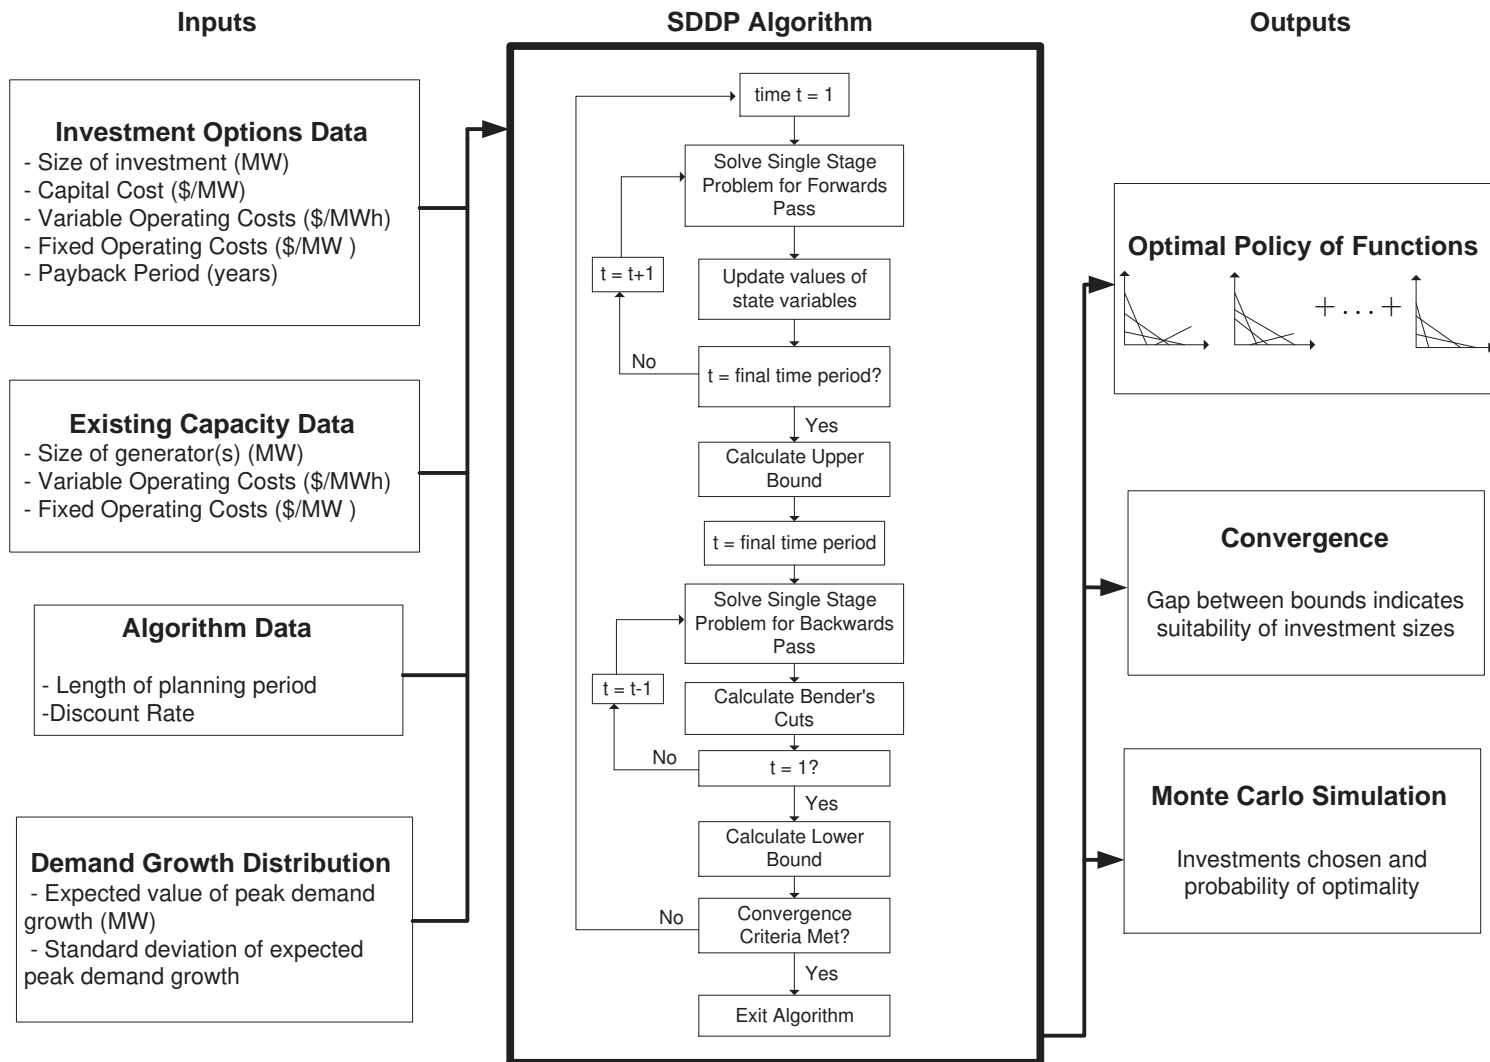 Inputs
SDDP Algorithm
Outputs
Investment Options Data
- Size of investment (MW)
- Capital Cost ($/MW)
- Variable Operating Costs ($/MWh)
- Fixed Operating Costs ($/MW )
- Payback Period (years)
Existing Capacity Data
- Size of generator(s) (MW)
- Variable Operating Costs ($/MWh)
- Fixed Operating Costs ($/MW )
Algorithm Data
- Length of planning period
-Discount Rate
Demand Growth Distribution
- Expected value of peak demand
growth (MW)
- Standard deviation of expected
peak demand growth
time t = 1
Solve Single Stage
Problem for Forwards
Pass
t = t+1
Update values of
state variables
No
t = final time period?
Yes
Calculate Upper
Bound
t = final time period
Solve Single Stage
Problem for Backwards
Pass
t = t-1
Calculate Bender's
Cuts
No
t = 1?
Yes
Calculate Lower
Bound
No
Convergence
Criteria Met?
Yes
Exit Algorithm
Optimal Policy of Functions
+ . . . +
Convergence
Gap between bounds indicates
suitability of investment sizes
Monte Carlo Simulation
Investments chosen and
probability of optimality